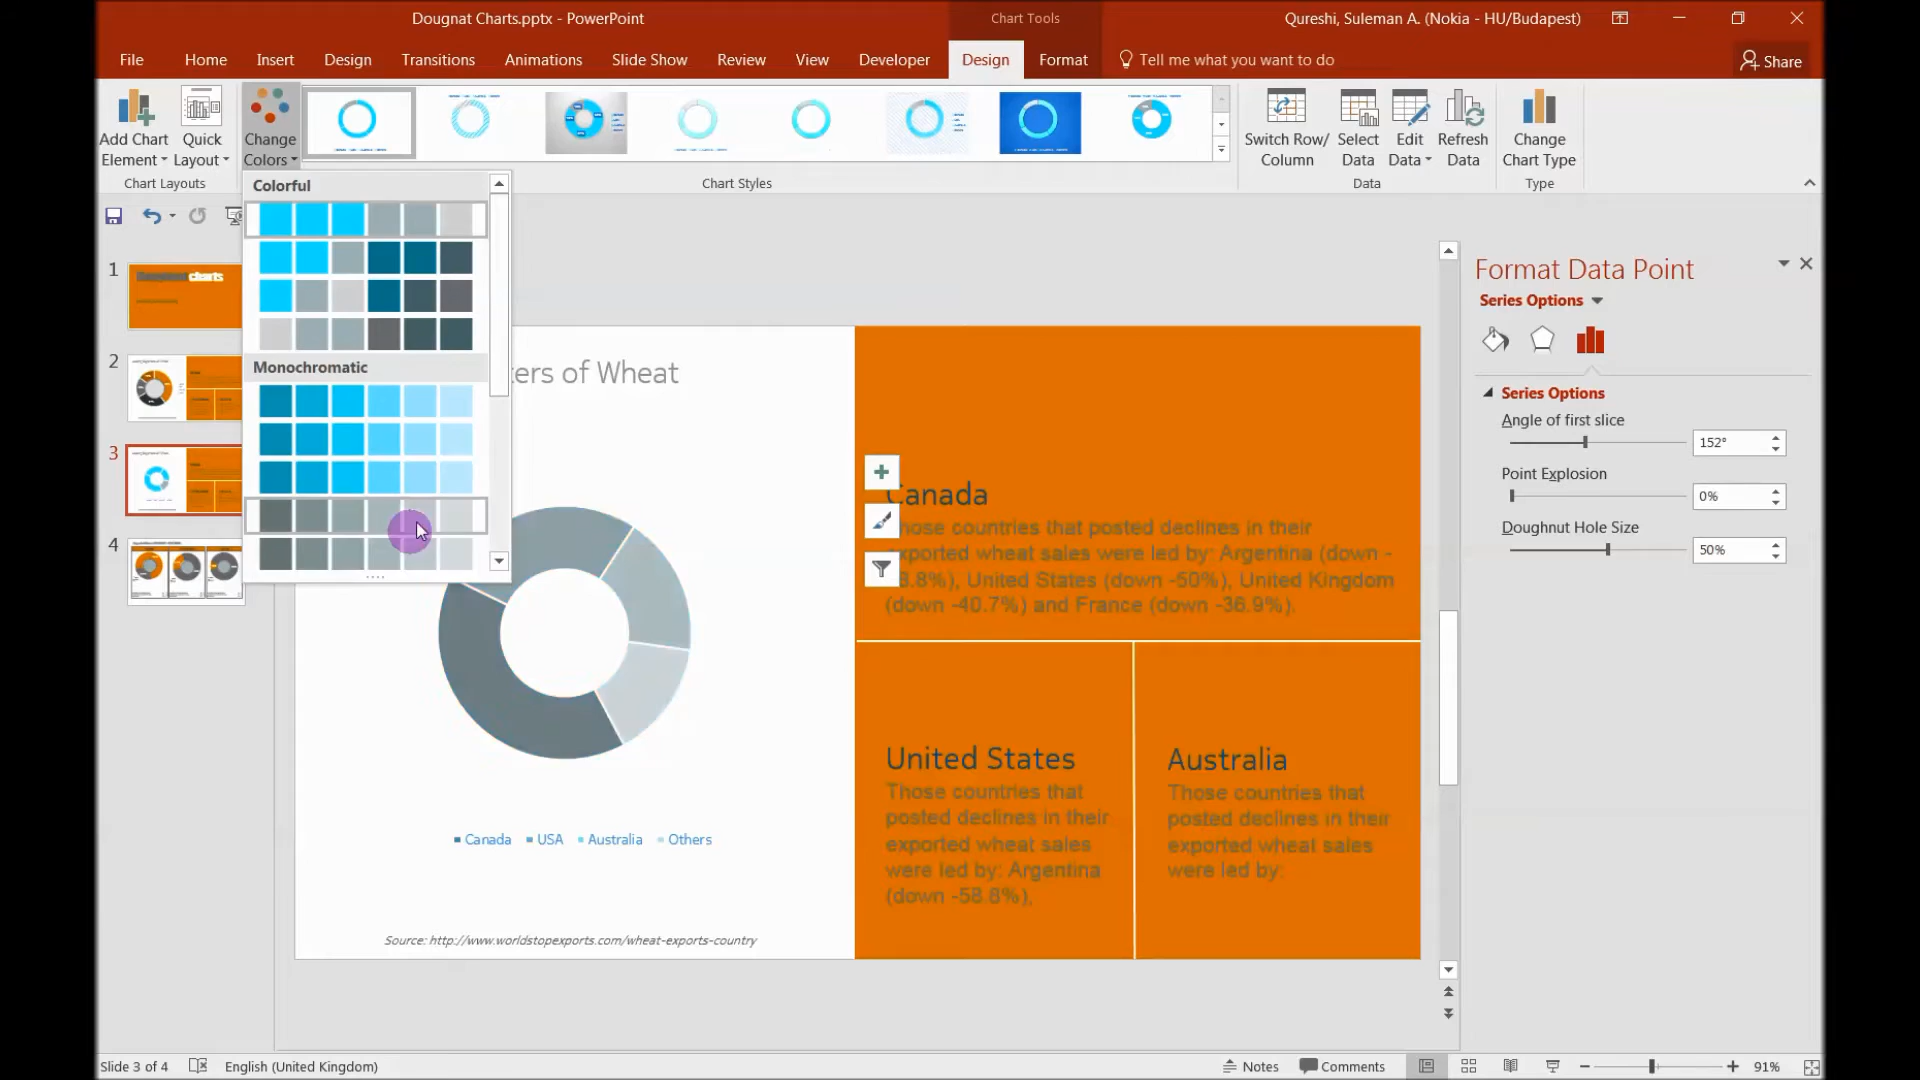 Dougnat Charts.pptx - PowerPoint
Chart Tools
Qureshi, Suleman A. (Nokia - HU/Budapest)
File Home Insert Design Transitions Animations Slide Show Review View Developer Design Format Tell me what you want to do Share
Add Chart Element
Quick Layout
Change Colors
Switch Row/ Column
Select Data
Edit Data
Refresh Data
Change Chart Type
Chart Layouts
Chart Styles
Data
Type
Colorful
Monochromatic
1
2
3
4
charts
ters of Wheat
Canada USA Australia Others
Source: http://www.worldstopexports.com/wheat-exports-country
Canada
hose countries that posted declines in their
exported wheat sales were led by: Argentina (down -
8.8%), United States (down -50%), United Kingdom
(down -40.7%) and France (down -36.9%).
United States
Those countries that
posted declines in their
exported wheat sales
were led by: Argentina
(down -58.8%),
Australia
Those countries that
posted declines in their
exported wheat sales
were led by:
Format Data Point
Series Options
Series Options
Angle of first slice
152°
Point Explosion
0%
Doughnut Hole Size
50%
Slide 3 of 4 English (United Kingdom) Notes Comments 91%